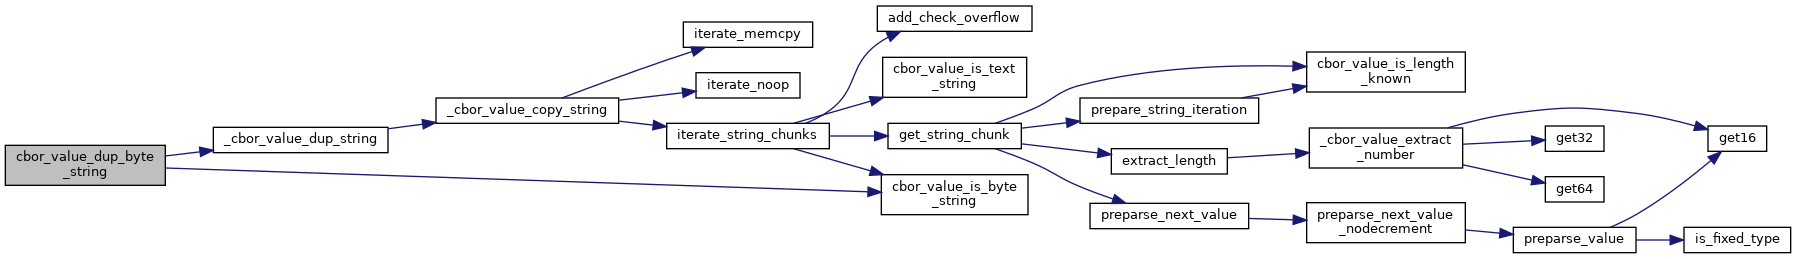 cbor_value_dup_byte
_string
_cbor_value_dup_string
_cbor_value_copy_string
iterate_memcpy
iterate_noop
iterate_string_chunks
add_check_overflow
cbor_value_is_text
_string
get_string_chunk
cbor_value_is_byte
_string
cbor_value_is_length
_known
prepare_string_iteration
extract_length
preparse_next_value
_cbor_value_extract
_number
preparse_next_value
_nodecrement
get32
get64
preparse_value
get16
is_fixed_type